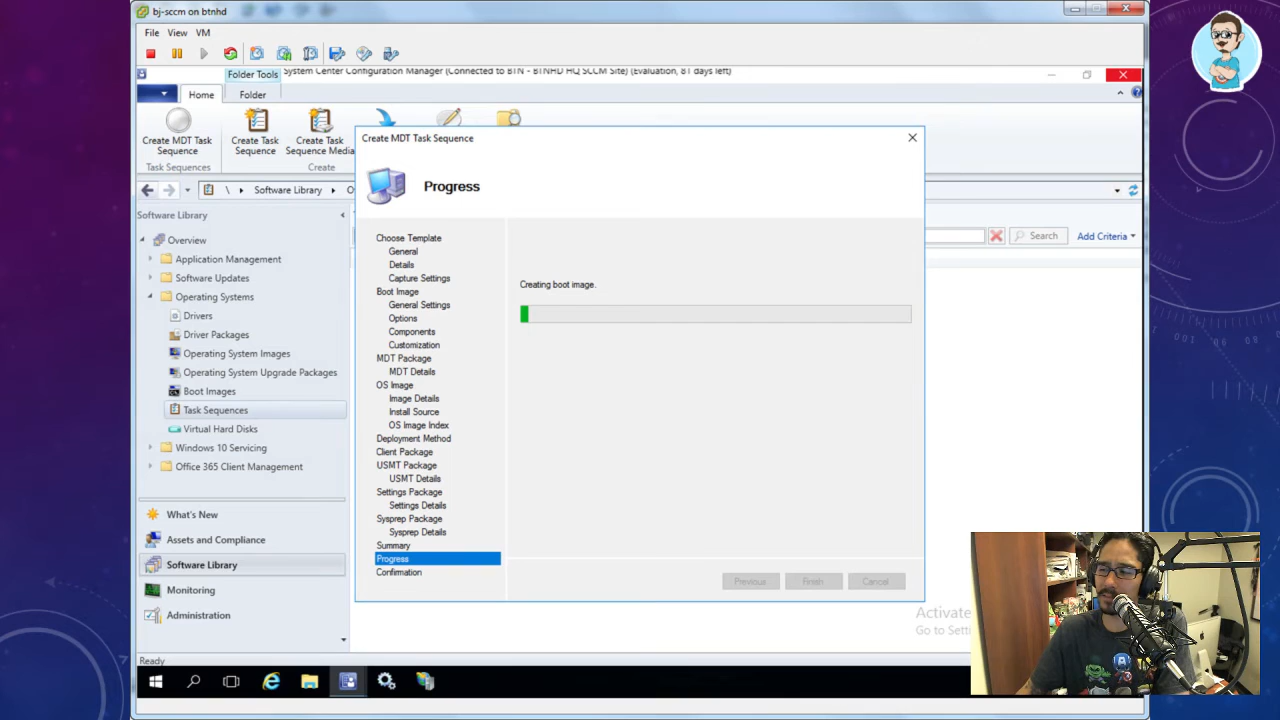 bj-sccm on btnhd
File View VM
Folder Tools System Center Configuration Manager (Connected to BTN - BTNHD HQ SCCM Site) (Evaluation, 81 days left)
Home Folder
Create MDT Task Sequence
Create Task Sequence
Create Task Sequence Media
Task Sequences
Create
\ Software Library O
Search
Add Criteria
Software Library
Overview
Application Management
Software Updates
Operating Systems
Drivers
Driver Packages
Operating System Images
Operating System Upgrade Packages
Boot Images
Task Sequences
Virtual Hard Disks
Windows 10 Servicing
Office 365 Client Management
What's New
Assets and Compliance
Software Library
Monitoring
Administration
Ready
Create MDT Task Sequence
Progress
Choose Template
General
Details
Capture Settings
Boot Image
General Settings
Options
Components
Customization
MDT Package
MDT Details
OS Image
Image Details
Install Source
OS Image Index
Deployment Method
Client Package
USMT Package
USMT Details
Settings Package
Settings Details
Sysprep Package
Sysprep Details
Summary
Progress
Confirmation
Creating boot image.
Previous Finish Cancel
Activate
Go to Setti
100 90 80